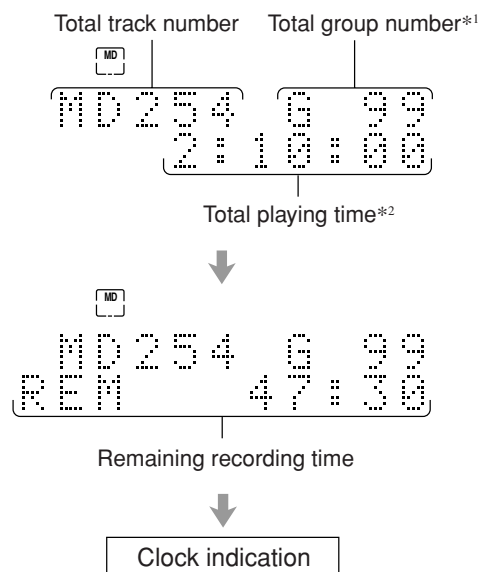 Total track number Total group number*1
MD
MD254 G 99
2:10:00
Total playing time*2
MD
MD254 G 99
REM 47:30
Remaining recording time
Clock indication